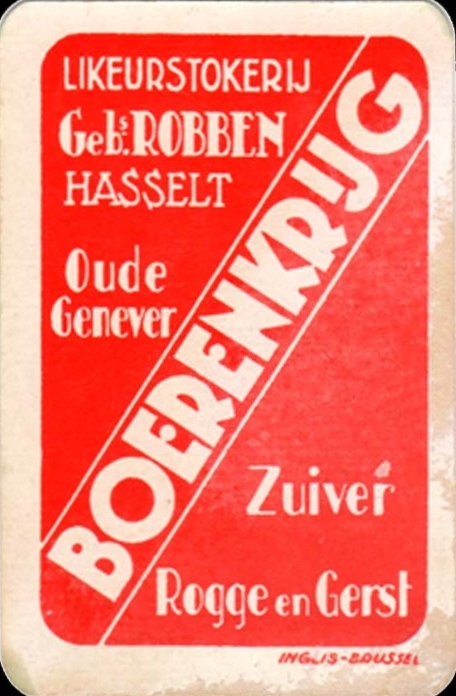 LIKEURSTOKERIJ
Gebs. ROBBEN
HASSELT
Oude
Genever
BOERENKRIJG
Zuiver
Rogge en Gerst
INGLIS-BRUSSEL